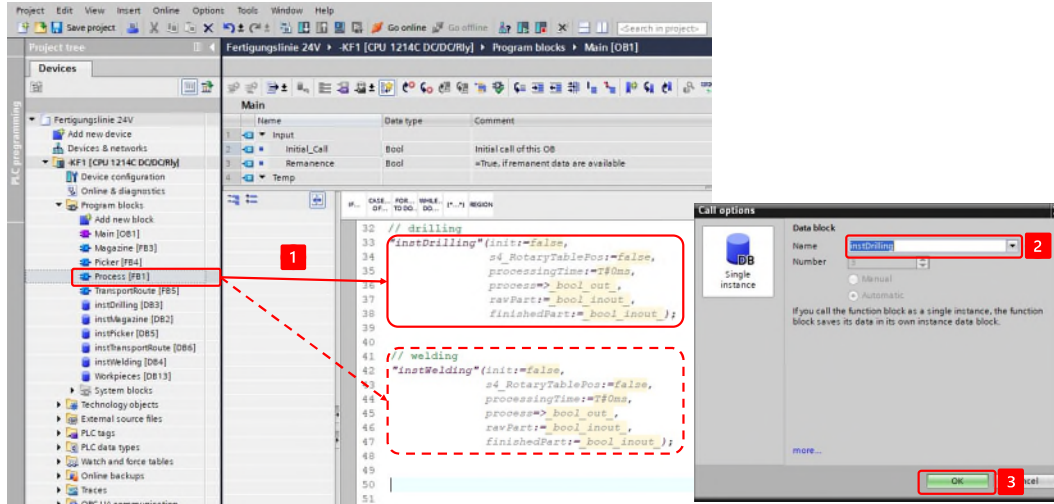 Project Edit View Insert Online Options Tools Window Help
Save project Go online Go offline <Search in project>
Project tree
Fertigungslinie 24V -KF1 [CPU 1214C DC/DC/Rly] Program blocks Main [OB1]
Devices
PLC programming
Fertigungslinie 24V
Add new device
Devices & networks
-KF1 [CPU 1214C DC/DC/Rly]
Device configuration
Online & diagnostics
Program blocks
Add new block
Main [OB1]
Magazine [FB3]
Picker [FB4]
Process [FB1]
TransportRoute [FB5]
instDrilling [DB3]
instMagazine [DB2]
instPicker [DB5]
instTransportRoute [DB6]
instWelding [DB4]
Workpieces [DB13]
System blocks
Technology objects
External source files
PLC tags
PLC data types
Watch and force tables
Online backups
Traces
OPC UA communication
Main
Name Data type Comment
1 Input
2 Initial_Call Bool Initial call of this OB
3 Remanence Bool =True, if remanent data are available
4 Temp
IF... CASE... OF... FOR... TO DO... WHILE... DO... (*...*) REGION
32 // drilling
33 "instDrilling"(init:=false,
34 s4_RotaryTablePos:=false,
35 processingTime:=T#0ms,
36 process=>_bool_out_,
37 rawPart:=_bool_inout_,
38 finishedPart:=_bool_inout_);
39
40
41 // welding
42 "instWelding"(init:=false,
43 s4_RotaryTablePos:=false,
44 processingTime:=T#0ms,
45 process=>_bool_out_,
46 rawPart:=_bool_inout_,
47 finishedPart:=_bool_inout_);
48
49
50
51
1
Call options
Data block
Name instDrilling
2
Number
Manual
Automatic
DB
Single
instance
If you call the function block as a single instance, the function
block saves its data in its own instance data block.
more...
OK
3